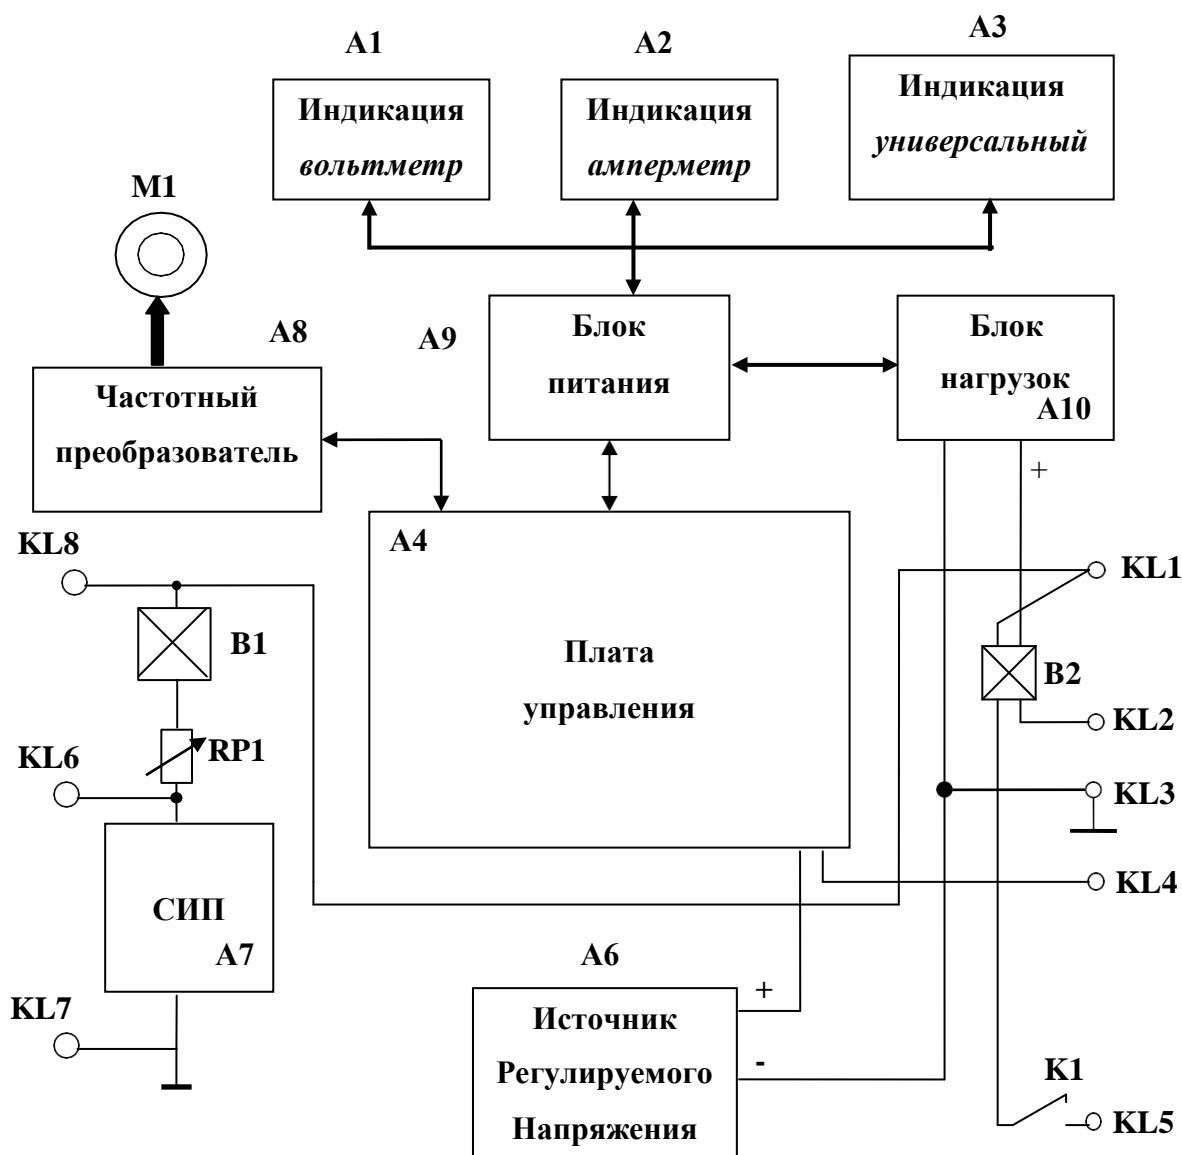 A1
A2
A3
Индикация
вольтметр
Индикация
амперметр
Индикация
универсальный
M1
A8
Частотный
преобразователь
A9
Блок
питания
Блок
нагрузок
A10
+
KL8
A4
Плата
управления
B1
RP1
KL6
СИП
A7
KL7
KL1
B2
KL2
KL3
KL4
A6
+
Источник
Регулируемого
Напряжения
-
K1
KL5